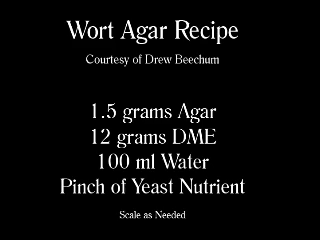 Wort Agar Recipe
Courtesy of Drew Beechum
1.5 grams Agar
12 grams DME
100 ml Water
Pinch of Yeast Nutrient
Scale as Needed